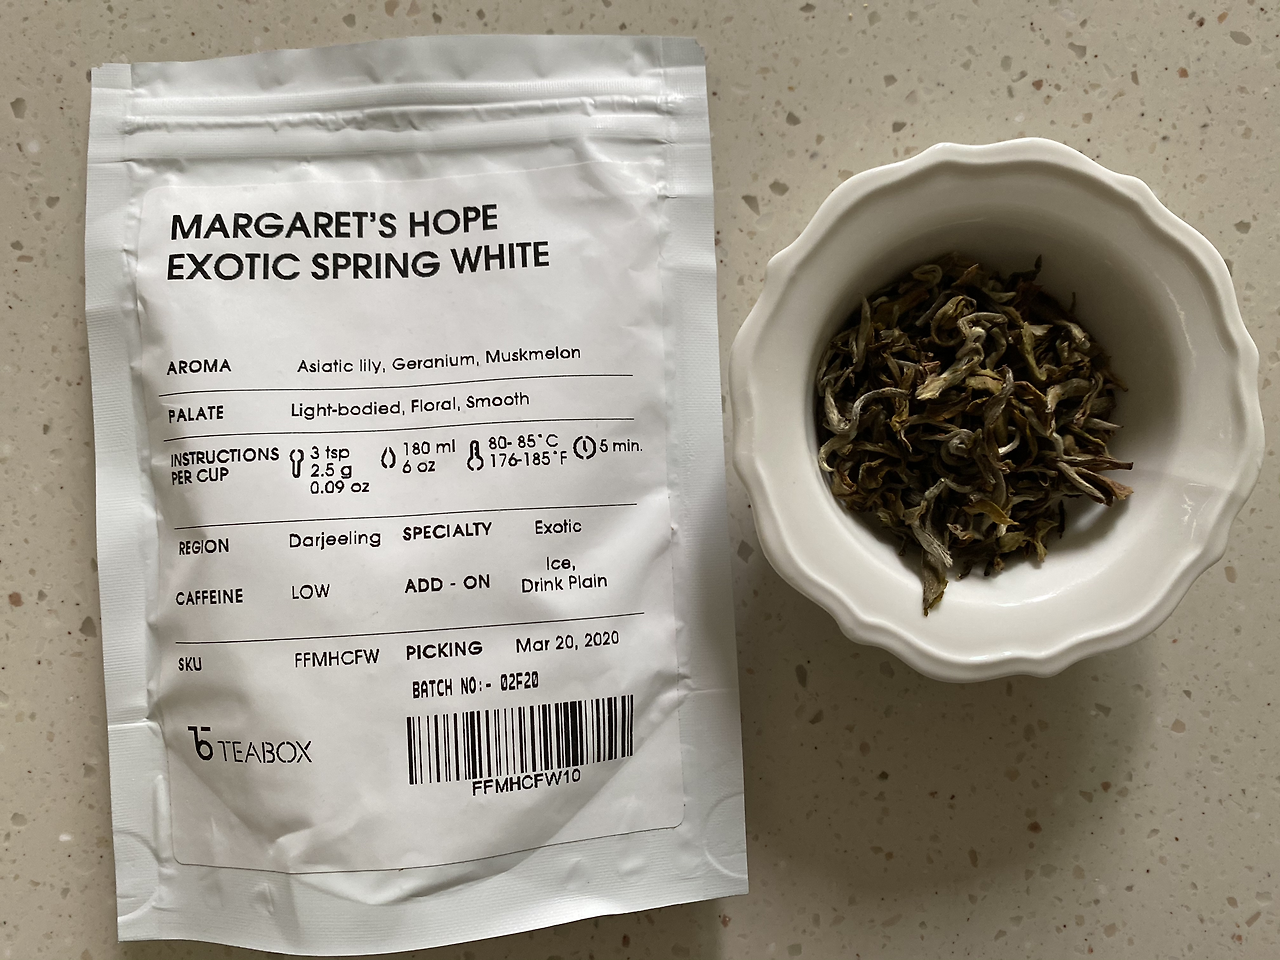 MARGARET'S HOPE
EXOTIC SPRING WHITE
AROMA Asiatic lily, Geranium, Muskmelon
PALATE Light-bodied, Floral, Smooth
INSTRUCTIONS PER CUP
3 tsp
2.5 g
0.09 oz
180 ml
6 oz
80- 85°C
176-185°F
5 min.
REGION Darjeeling
SPECIALTY Exotic
CAFFEINE LOW
ADD - ON Ice,
Drink Plain
SKU FFMHCFW
PICKING Mar 20, 2020
BATCH NO:- 02F20
TEABOX
FFMHCFW10